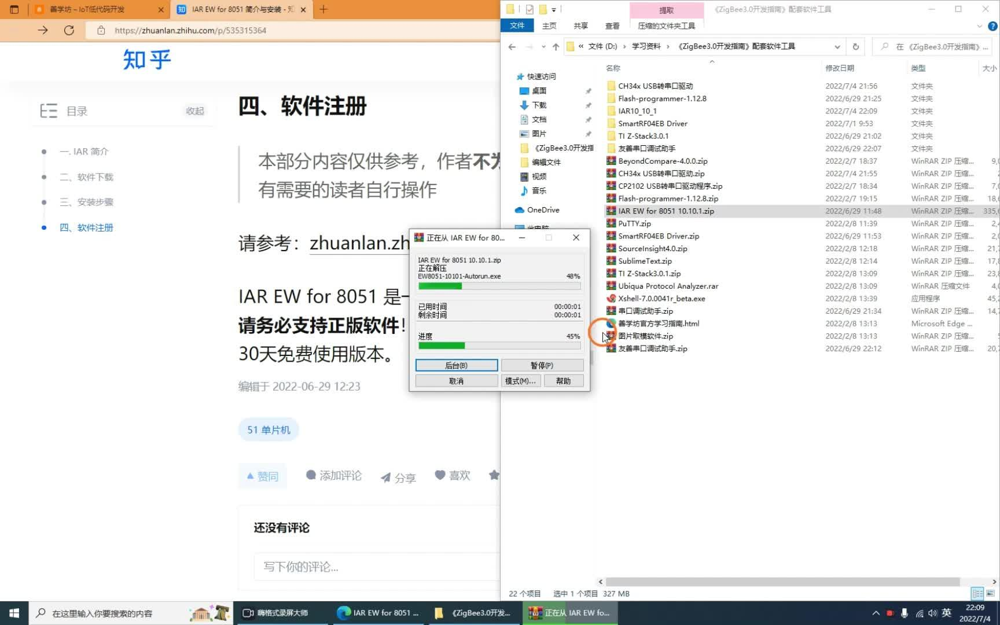 善学坊 – IoT低代码开发
IAR EW for 8051 简介与安装 - 知
https://zhuanlan.zhihu.com/p/535315364
知乎
目录
收起
一. IAR 简介
二、软件下载
三、安装步骤
四、软件注册
四、软件注册
本部分内容仅供参考，作者不为
有需要的读者自行操作
请参考：zhuanlan.zh
IAR EW for 8051 是一
请务必支持正版软件！
30天免费使用版本。
编辑于 2022-06-29 12:23
51 单片机
赞同
添加评论
分享
喜欢
还没有评论
写下你的评论...
正在从 IAR EW for 80...
IAR EW for 8051 10.10.1.zip
正在解压
EW8051-10101-Autorun.exe
48%
已用时间
00:00:01
剩余时间
00:00:01
进度
45%
后台(B)
暂停(P)
取消
模式(M)...
帮助
提取
《ZigBee3.0开发指南》配套软件工具
文件
主页
共享
查看
压缩的文件夹工具
« 文件 (D:) › 学习资料 › 《ZigBee3.0开发指南》配套软件工具
在《ZigBee3.0开发指南》...
快速访问
桌面
下载
文档
图片
《ZigBee3.0开发指
编辑文件
视频
音乐
OneDrive
名称 修改日期 类型 大小
CH34x USB转串口驱动 2022/7/4 21:56 文件夹
Flash-programmer-1.12.8 2022/6/29 21:25 文件夹
IAR10_10_1 2022/7/4 22:09 文件夹
SmartRF04EB Driver 2022/7/1 9:53 文件夹
TI Z-Stack3.0.1 2022/6/29 21:02 文件夹
友善串口调试助手 2022/6/29 22:07 文件夹
BeyondCompare-4.0.0.zip 2022/2/7 18:37 WinRAR ZIP 压缩... 9,0
CH34x USB转串口驱动.zip 2022/7/4 21:55 WinRAR ZIP 压缩...
CP2102 USB转串口驱动程序.zip 2022/2/7 18:34 WinRAR ZIP 压缩... 7,0
Flash-programmer-1.12.8.zip 2022/2/7 19:15 WinRAR ZIP 压缩... 18,6
IAR EW for 8051 10.10.1.zip 2022/6/29 11:48 WinRAR ZIP 压缩... 335,6
PuTTY.zip 2022/2/8 11:39 WinRAR ZIP 压缩... 2,4
SmartRF04EB Driver.zip 2022/6/29 11:53 WinRAR ZIP 压缩... 2,0
SourceInsight4.0.zip 2022/2/8 12:18 WinRAR ZIP 压缩... 21,7
SublimeText.zip 2022/2/8 12:14 WinRAR ZIP 压缩... 17,8
TI Z-Stack3.0.1.zip 2022/2/8 13:09 WinRAR ZIP 压缩... 23,8
Ubiqua Protocol Analyzer.rar 2022/2/8 13:09 WinRAR 压缩文件 4,0
Xshell-7.0.0041r_beta.exe 2022/2/8 13:39 应用程序 45,2
串口调试助手.zip 2022/6/29 21:34 WinRAR ZIP 压缩... 14,7
善学坊官方学习指南.html 2022/2/8 13:13 Microsoft Edge ...
图片取模软件.zip 2022/2/8 13:13 WinRAR ZIP 压缩...
友善串口调试助手.zip 2022/6/29 22:12 WinRAR ZIP 压缩... 20,7
22 个项目 选中 1 个项目 327 MB
在这里输入你要搜索的内容
嗨格式录屏大师
IAR EW for 8051 ...
《ZigBee3.0开发...
正在从 IAR EW fo...
英
22:09
2022/7/4